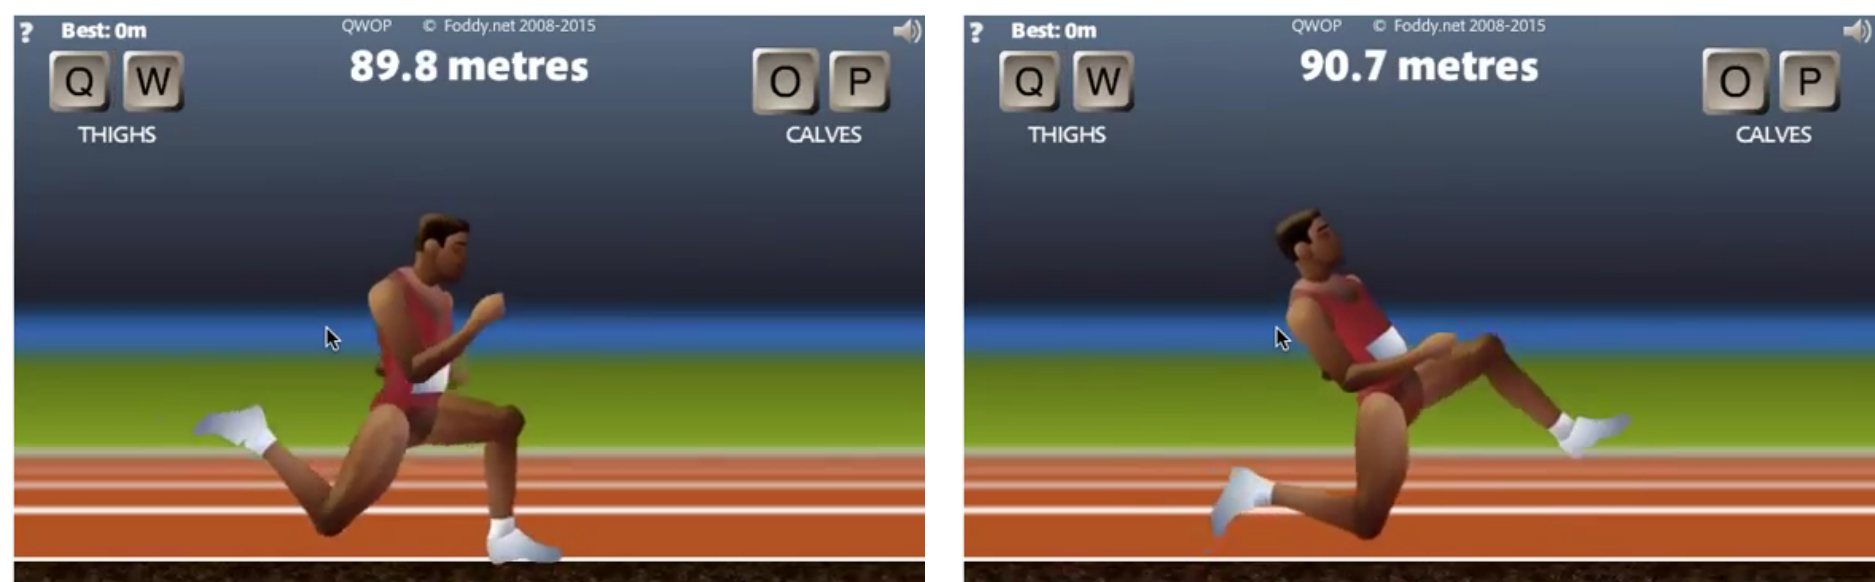 ? Best: 0m QWOP © Foddy.net 2008-2015
89.8 metres
Q W O P
THIGHS CALVES
? Best: 0m QWOP © Foddy.net 2008-2015
90.7 metres
Q W O P
THIGHS CALVES